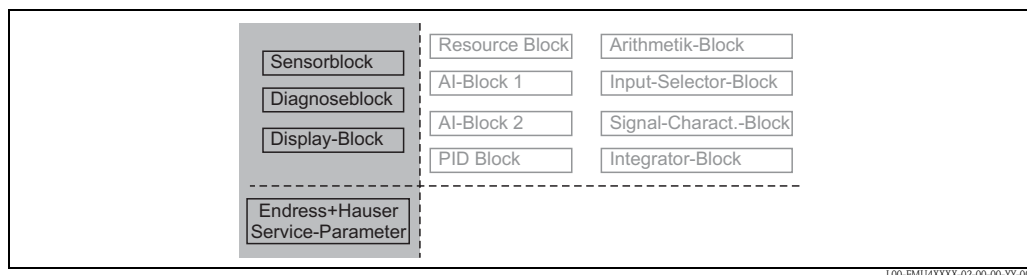 Sensorblock
Diagnoseblock
Display-Block
Resource Block
AI-Block 1
AI-Block 2
PID Block
Arithmetik-Block
Input-Selector-Block
Signal-Charact.-Block
Integrator-Block
Endress+Hauser
Service-Parameter